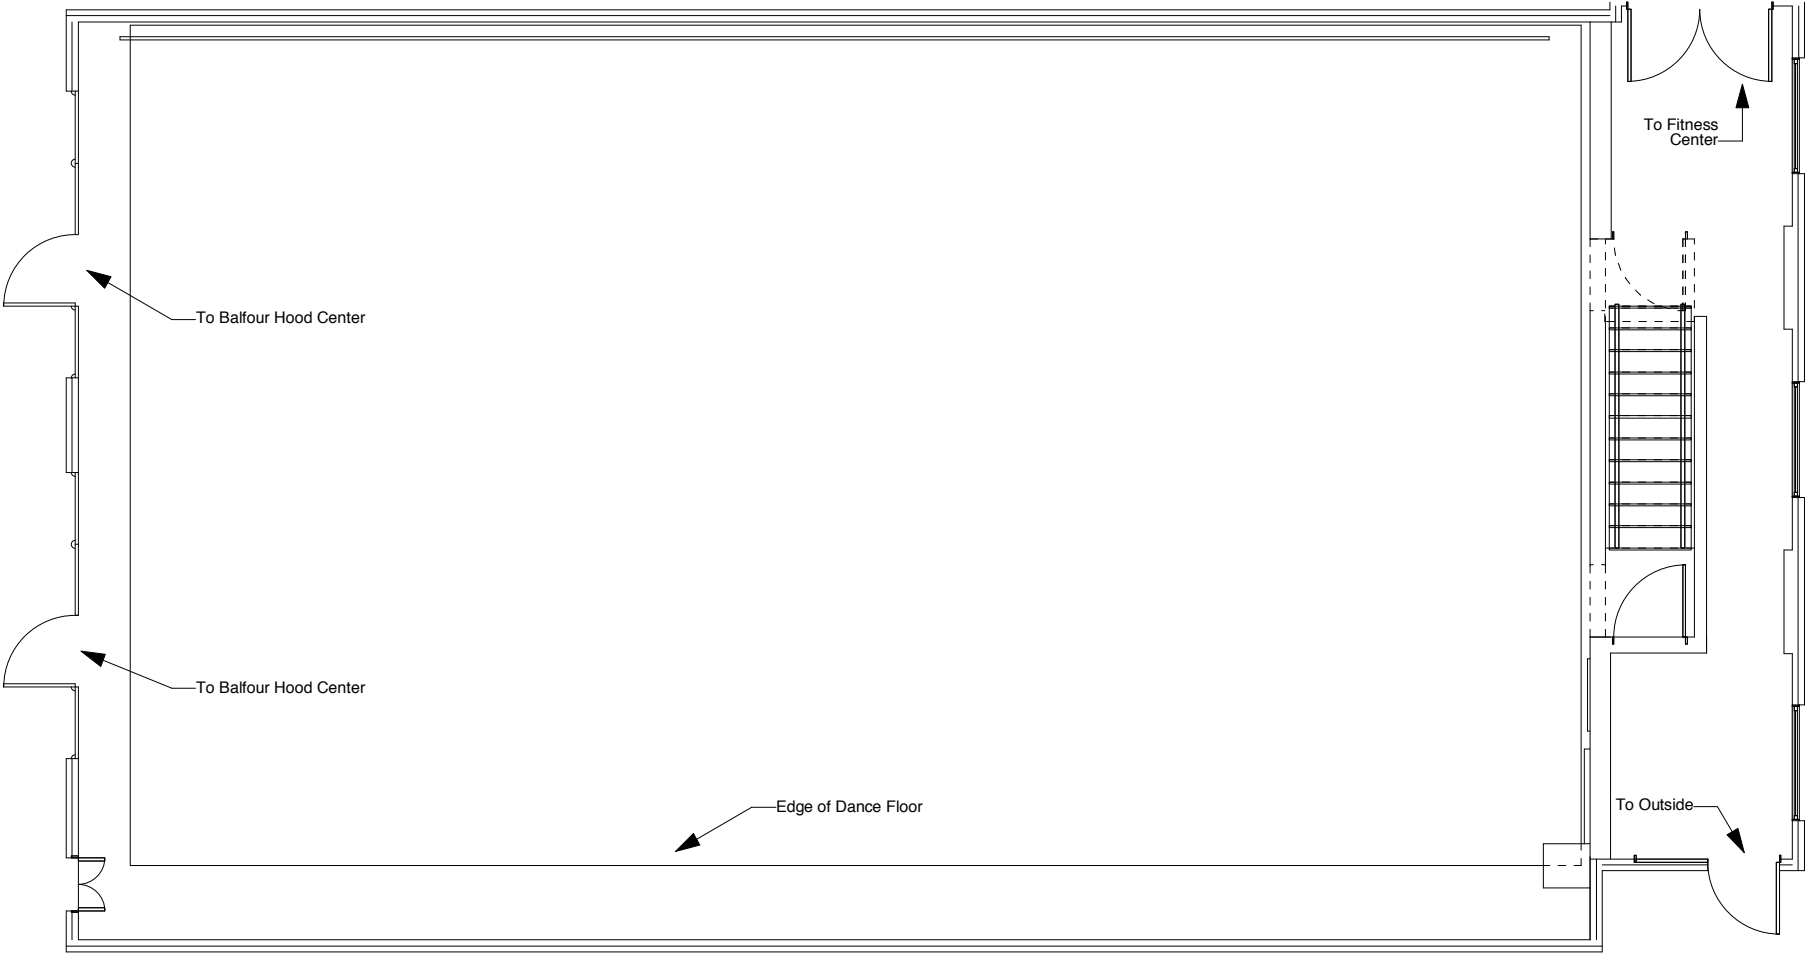 To Fitness
Center
To Balfour Hood Center
To Balfour Hood Center
Edge of Dance Floor
To Outside